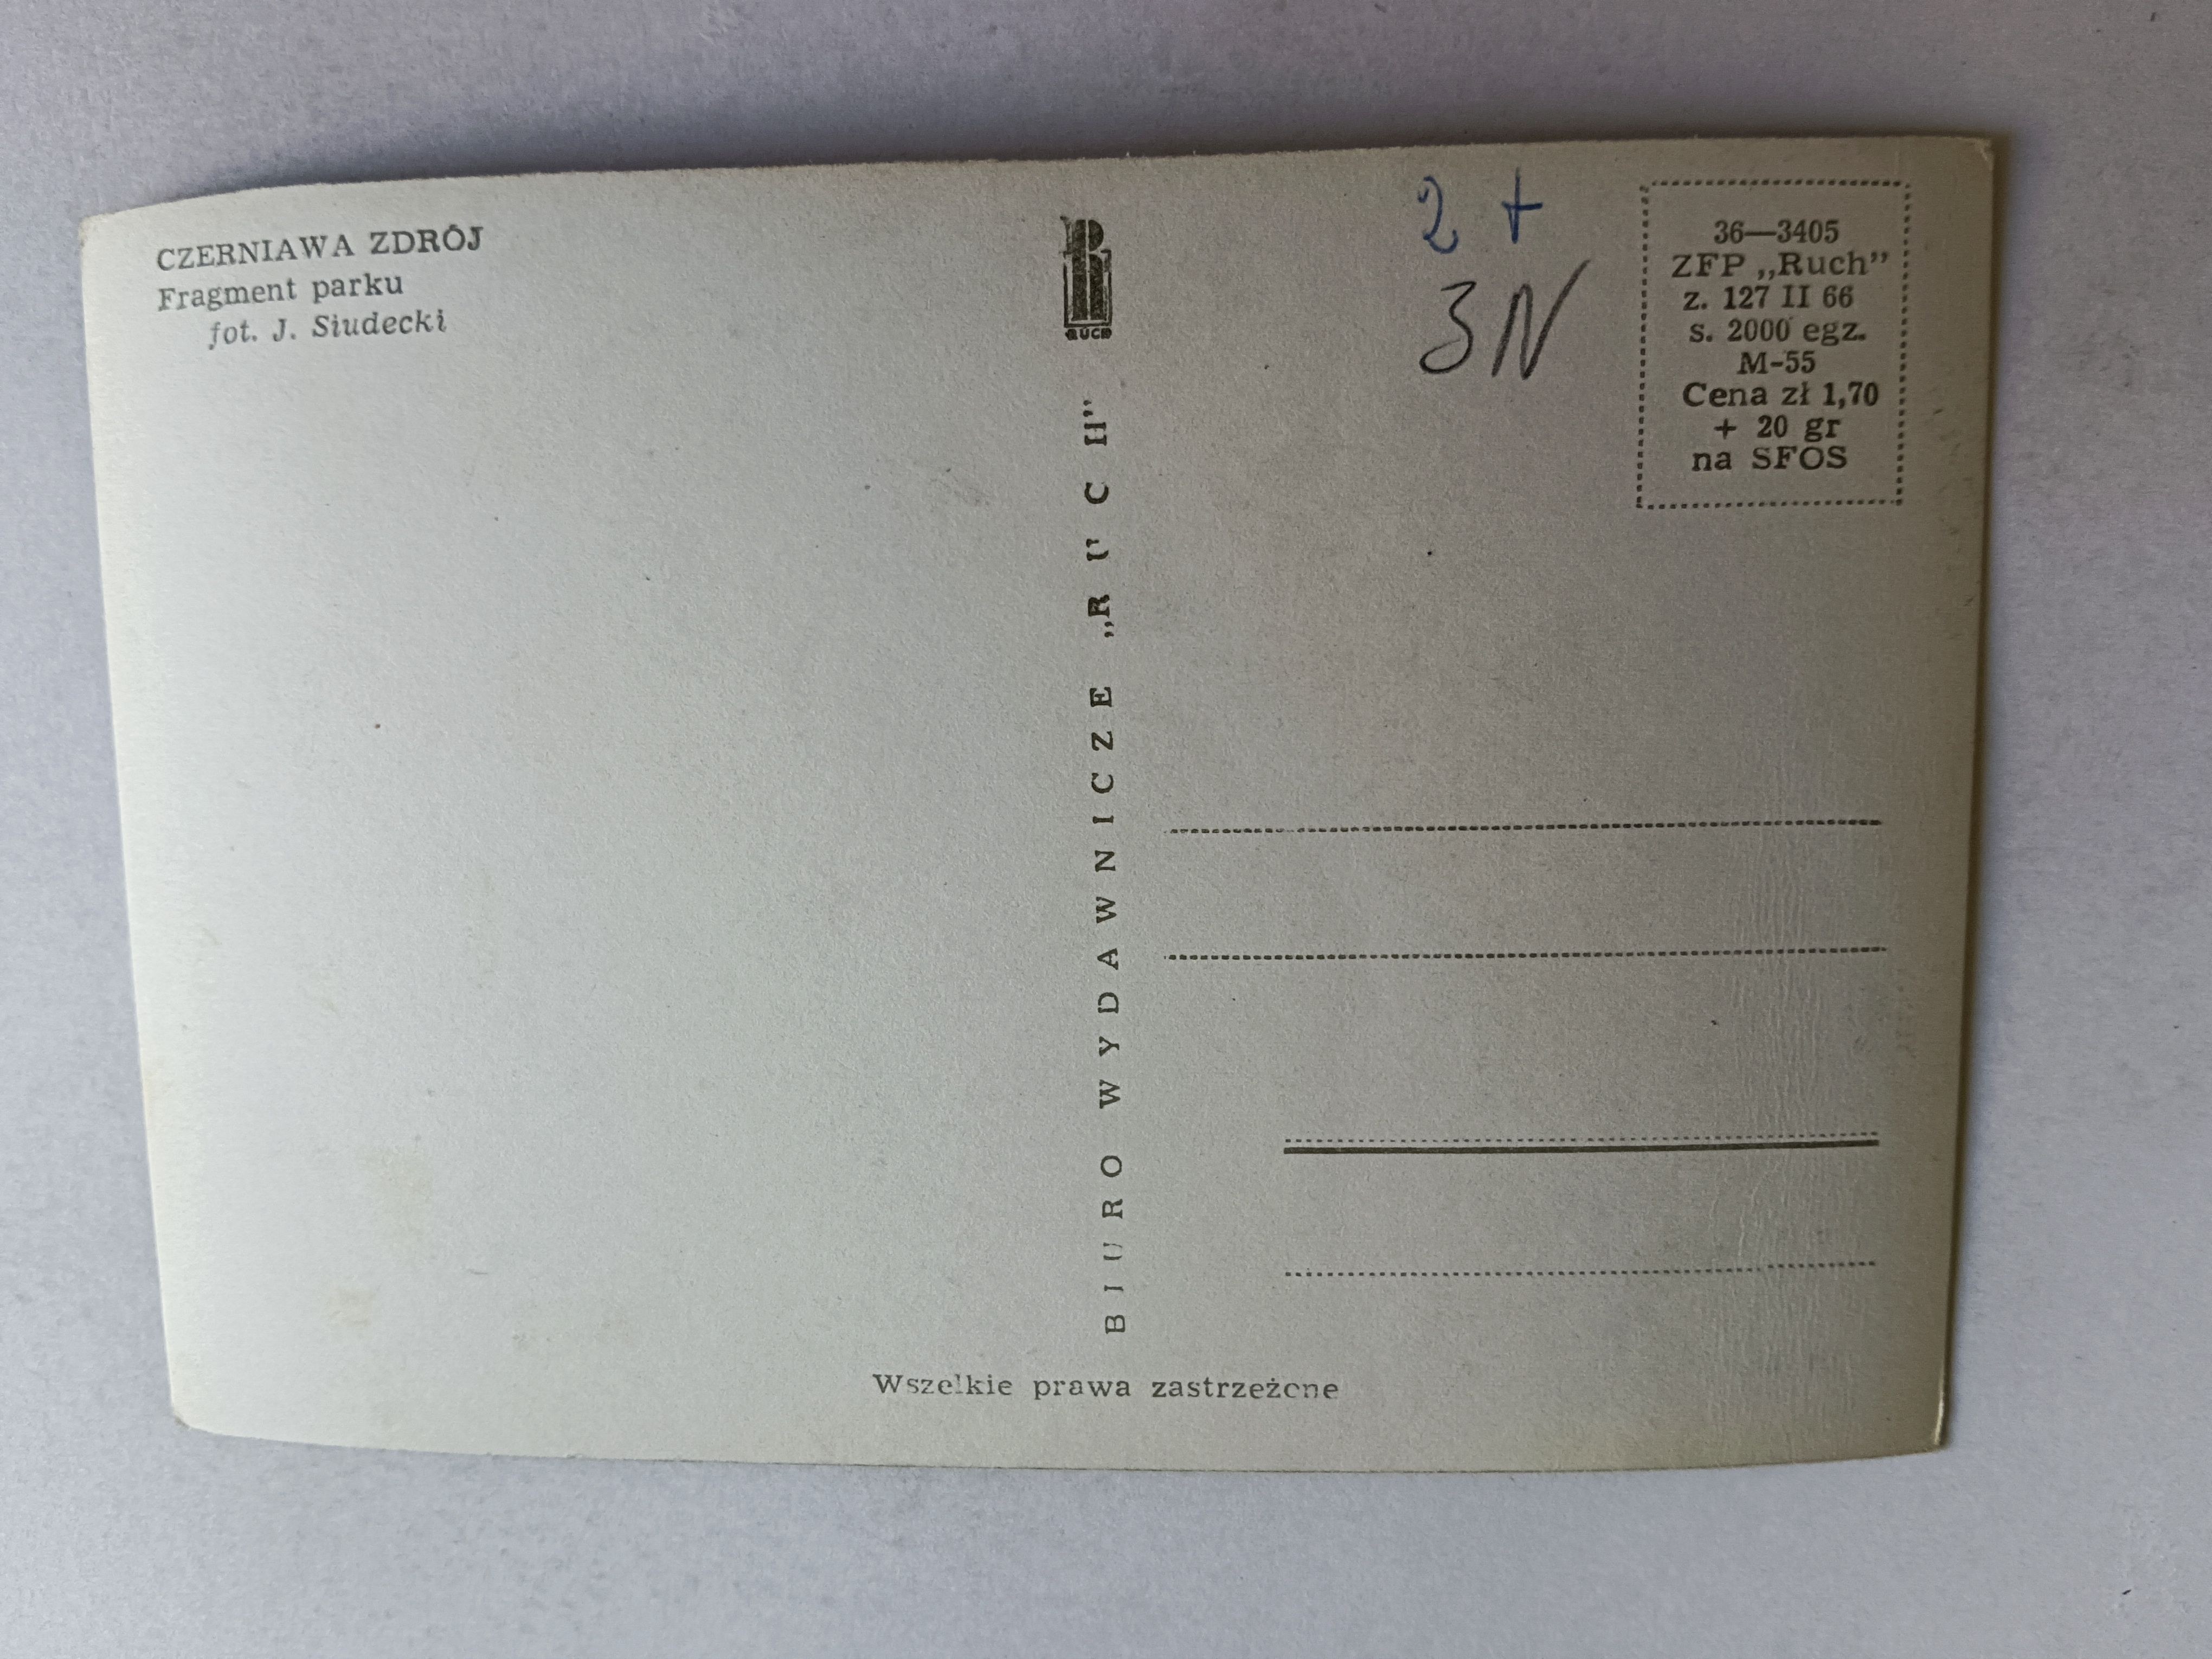 CZERNIAWA ZDRÓJ
Fragment parku
fot. J. Siudecki
RUCH
BIURO WYDAWNICZE „RUCH”
2 +
3N
36—3405
ZFP „Ruch”
z. 127 II 66
s. 2000 egz.
M-55
Cena zł 1,70
+ 20 gr
na SFOS
Wszelkie prawa zastrzeżone